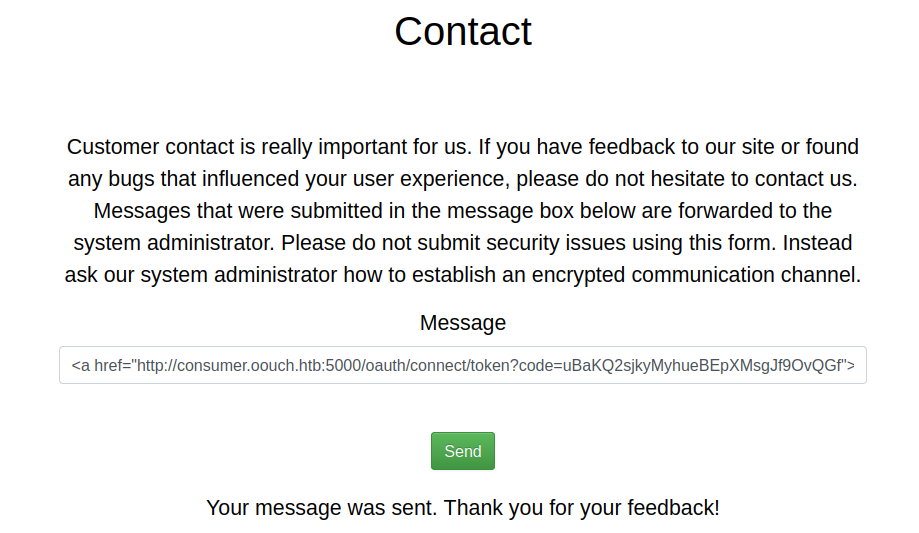 Contact
Customer contact is really important for us. If you have feedback to our site or found
any bugs that influenced your user experience, please do not hesitate to contact us.
Messages that were submitted in the message box below are forwarded to the
system administrator. Please do not submit security issues using this form. Instead
ask our system administrator how to establish an encrypted communication channel.
Message
<a href="http://consumer.oouch.htb:5000/oauth/connect/token?code=uBaKQ2sjkyMyhueBEpXMsgJf9OvQGf">
Send
Your message was sent. Thank you for your feedback!